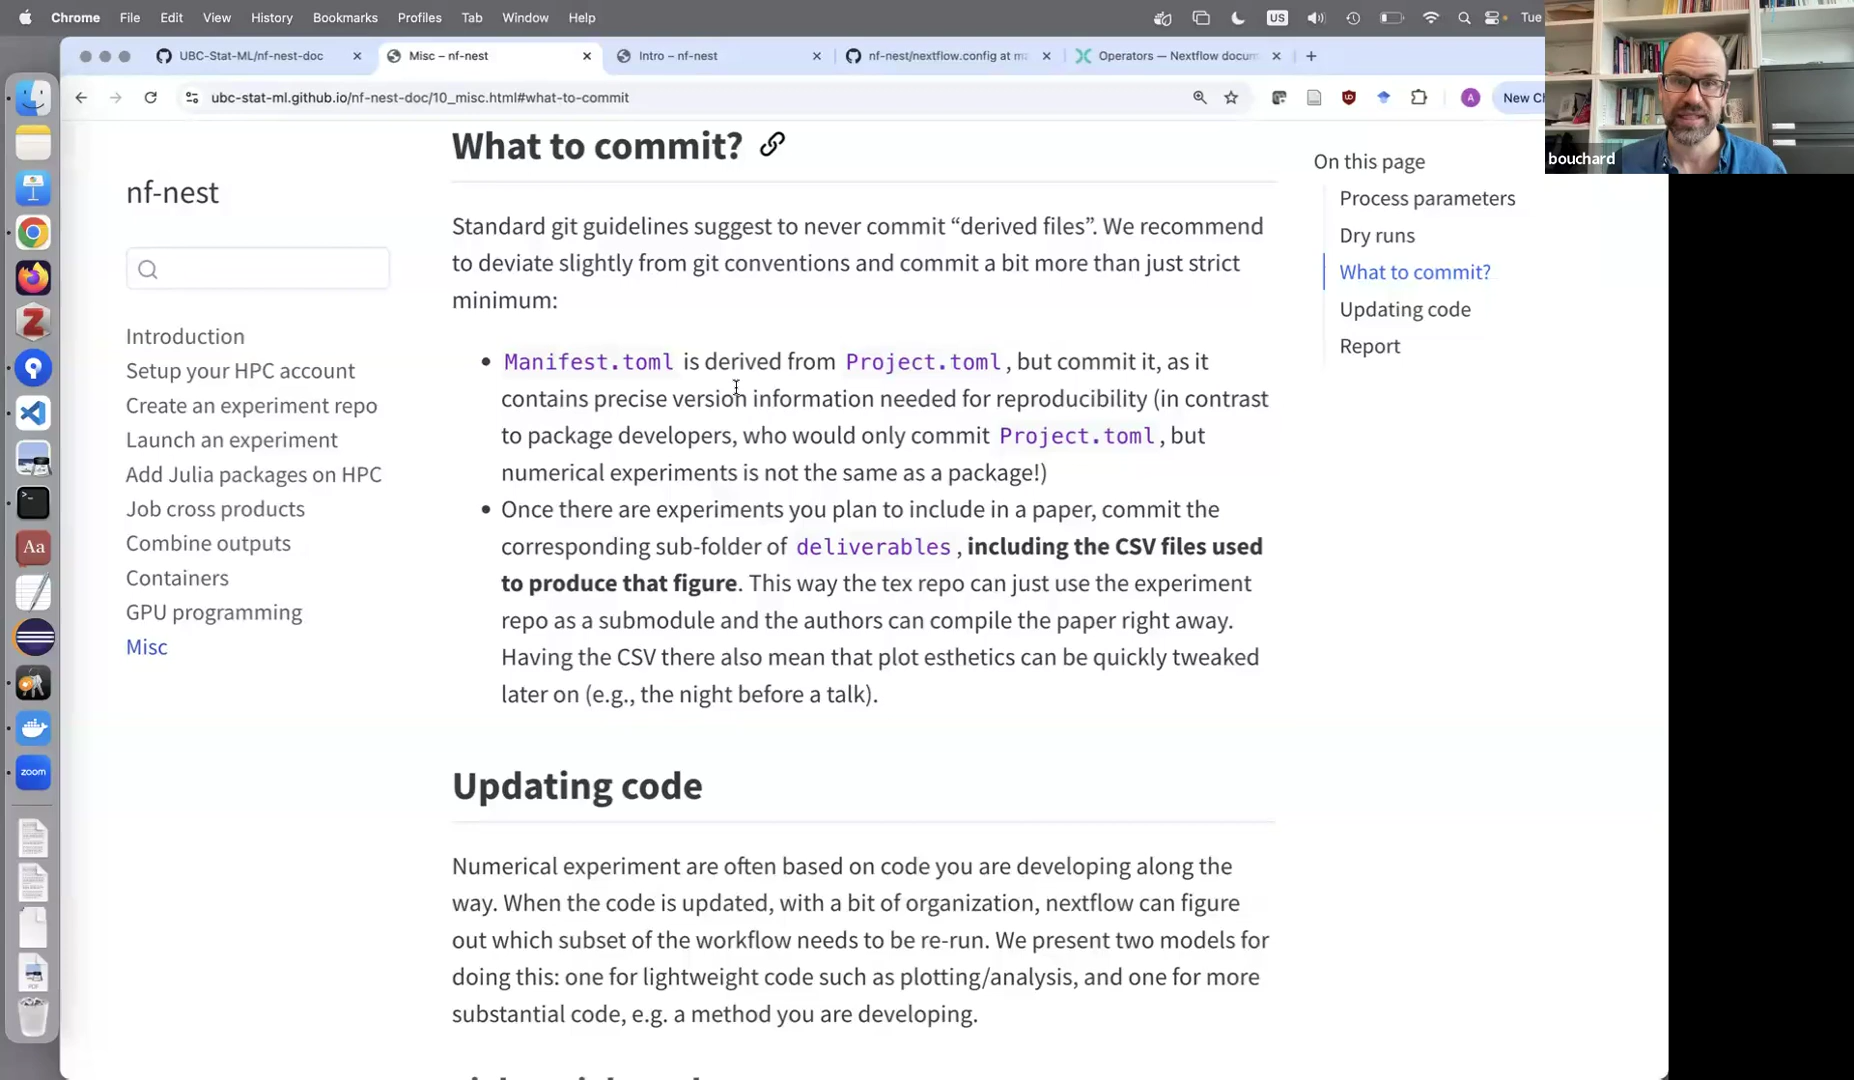 Chrome File Edit View History Bookmarks Profiles Tab Window Help US Tue
UBC-Stat-ML/nf-nest-doc
Misc – nf-nest
Intro – nf-nest
nf-nest/nextflow.config at ma
Operators — Nextflow docum
ubc-stat-ml.github.io/nf-nest-doc/10_misc.html#what-to-commit
A
New Ch
bouchard
nf-nest
Introduction
Setup your HPC account
Create an experiment repo
Launch an experiment
Add Julia packages on HPC
Job cross products
Combine outputs
Containers
GPU programming
Misc
What to commit?
Standard git guidelines suggest to never commit “derived files”. We recommend
to deviate slightly from git conventions and commit a bit more than just strict
minimum:
• Manifest.toml is derived from Project.toml, but commit it, as it
contains precise version information needed for reproducibility (in contrast
to package developers, who would only commit Project.toml, but
numerical experiments is not the same as a package!)
• Once there are experiments you plan to include in a paper, commit the
corresponding sub-folder of deliverables, including the CSV files used
to produce that figure. This way the tex repo can just use the experiment
repo as a submodule and the authors can compile the paper right away.
Having the CSV there also mean that plot esthetics can be quickly tweaked
later on (e.g., the night before a talk).
Updating code
Numerical experiment are often based on code you are developing along the
way. When the code is updated, with a bit of organization, nextflow can figure
out which subset of the workflow needs to be re-run. We present two models for
doing this: one for lightweight code such as plotting/analysis, and one for more
substantial code, e.g. a method you are developing.
On this page
Process parameters
Dry runs
What to commit?
Updating code
Report
Aa
zoom
PDF